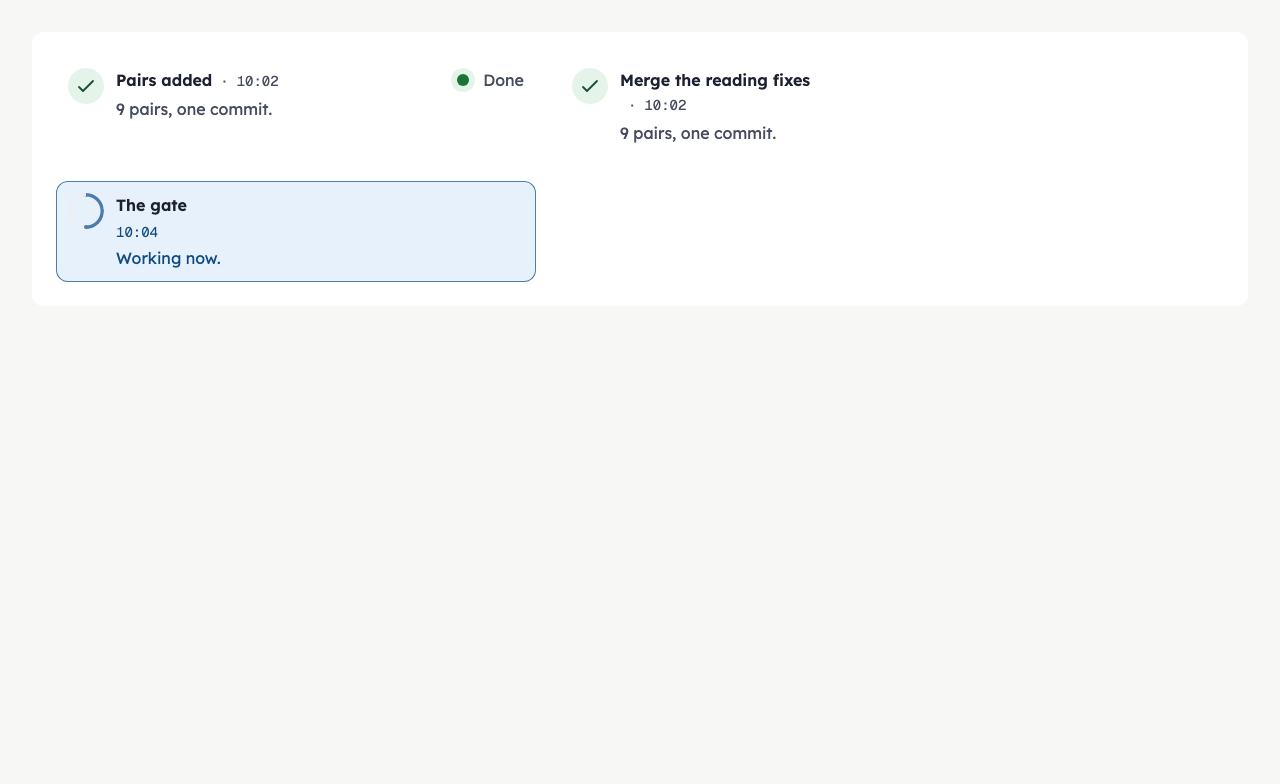 Pairs added · 10:02
9 pairs, one commit.
Done
Merge the reading fixes
· 10:02
9 pairs, one commit.
The gate
10:04
Working now.